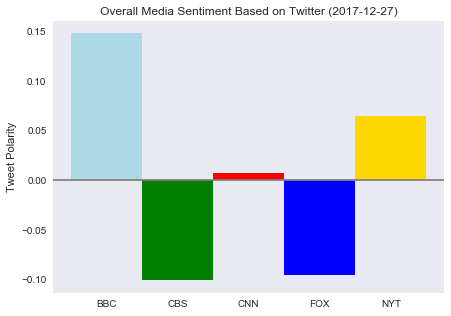 Overall Media Sentiment Based on Twitter (2017-12-27)
Tweet Polarity
0.15
0.10
0.05
0.00
−0.05
−0.10
BBC CBS CNN FOX NYT